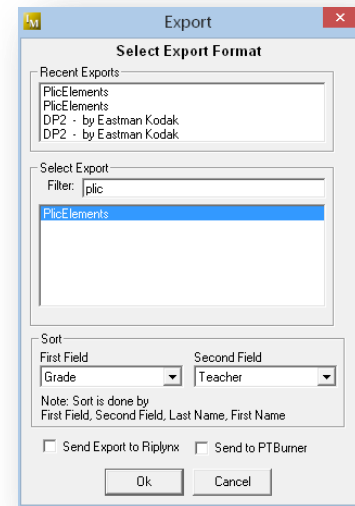 IM
Export
Select Export Format
Recent Exports
PlicElements
PlicElements
DP2 - by Eastman Kodak
DP2 - by Eastman Kodak
Select Export
Filter: plic
PlicElements
Sort
First Field Second Field
Grade Teacher
Note: Sort is done by
First Field, Second Field, Last Name, First Name
Send Export to Riplynx Send to PTBurner
Ok Cancel